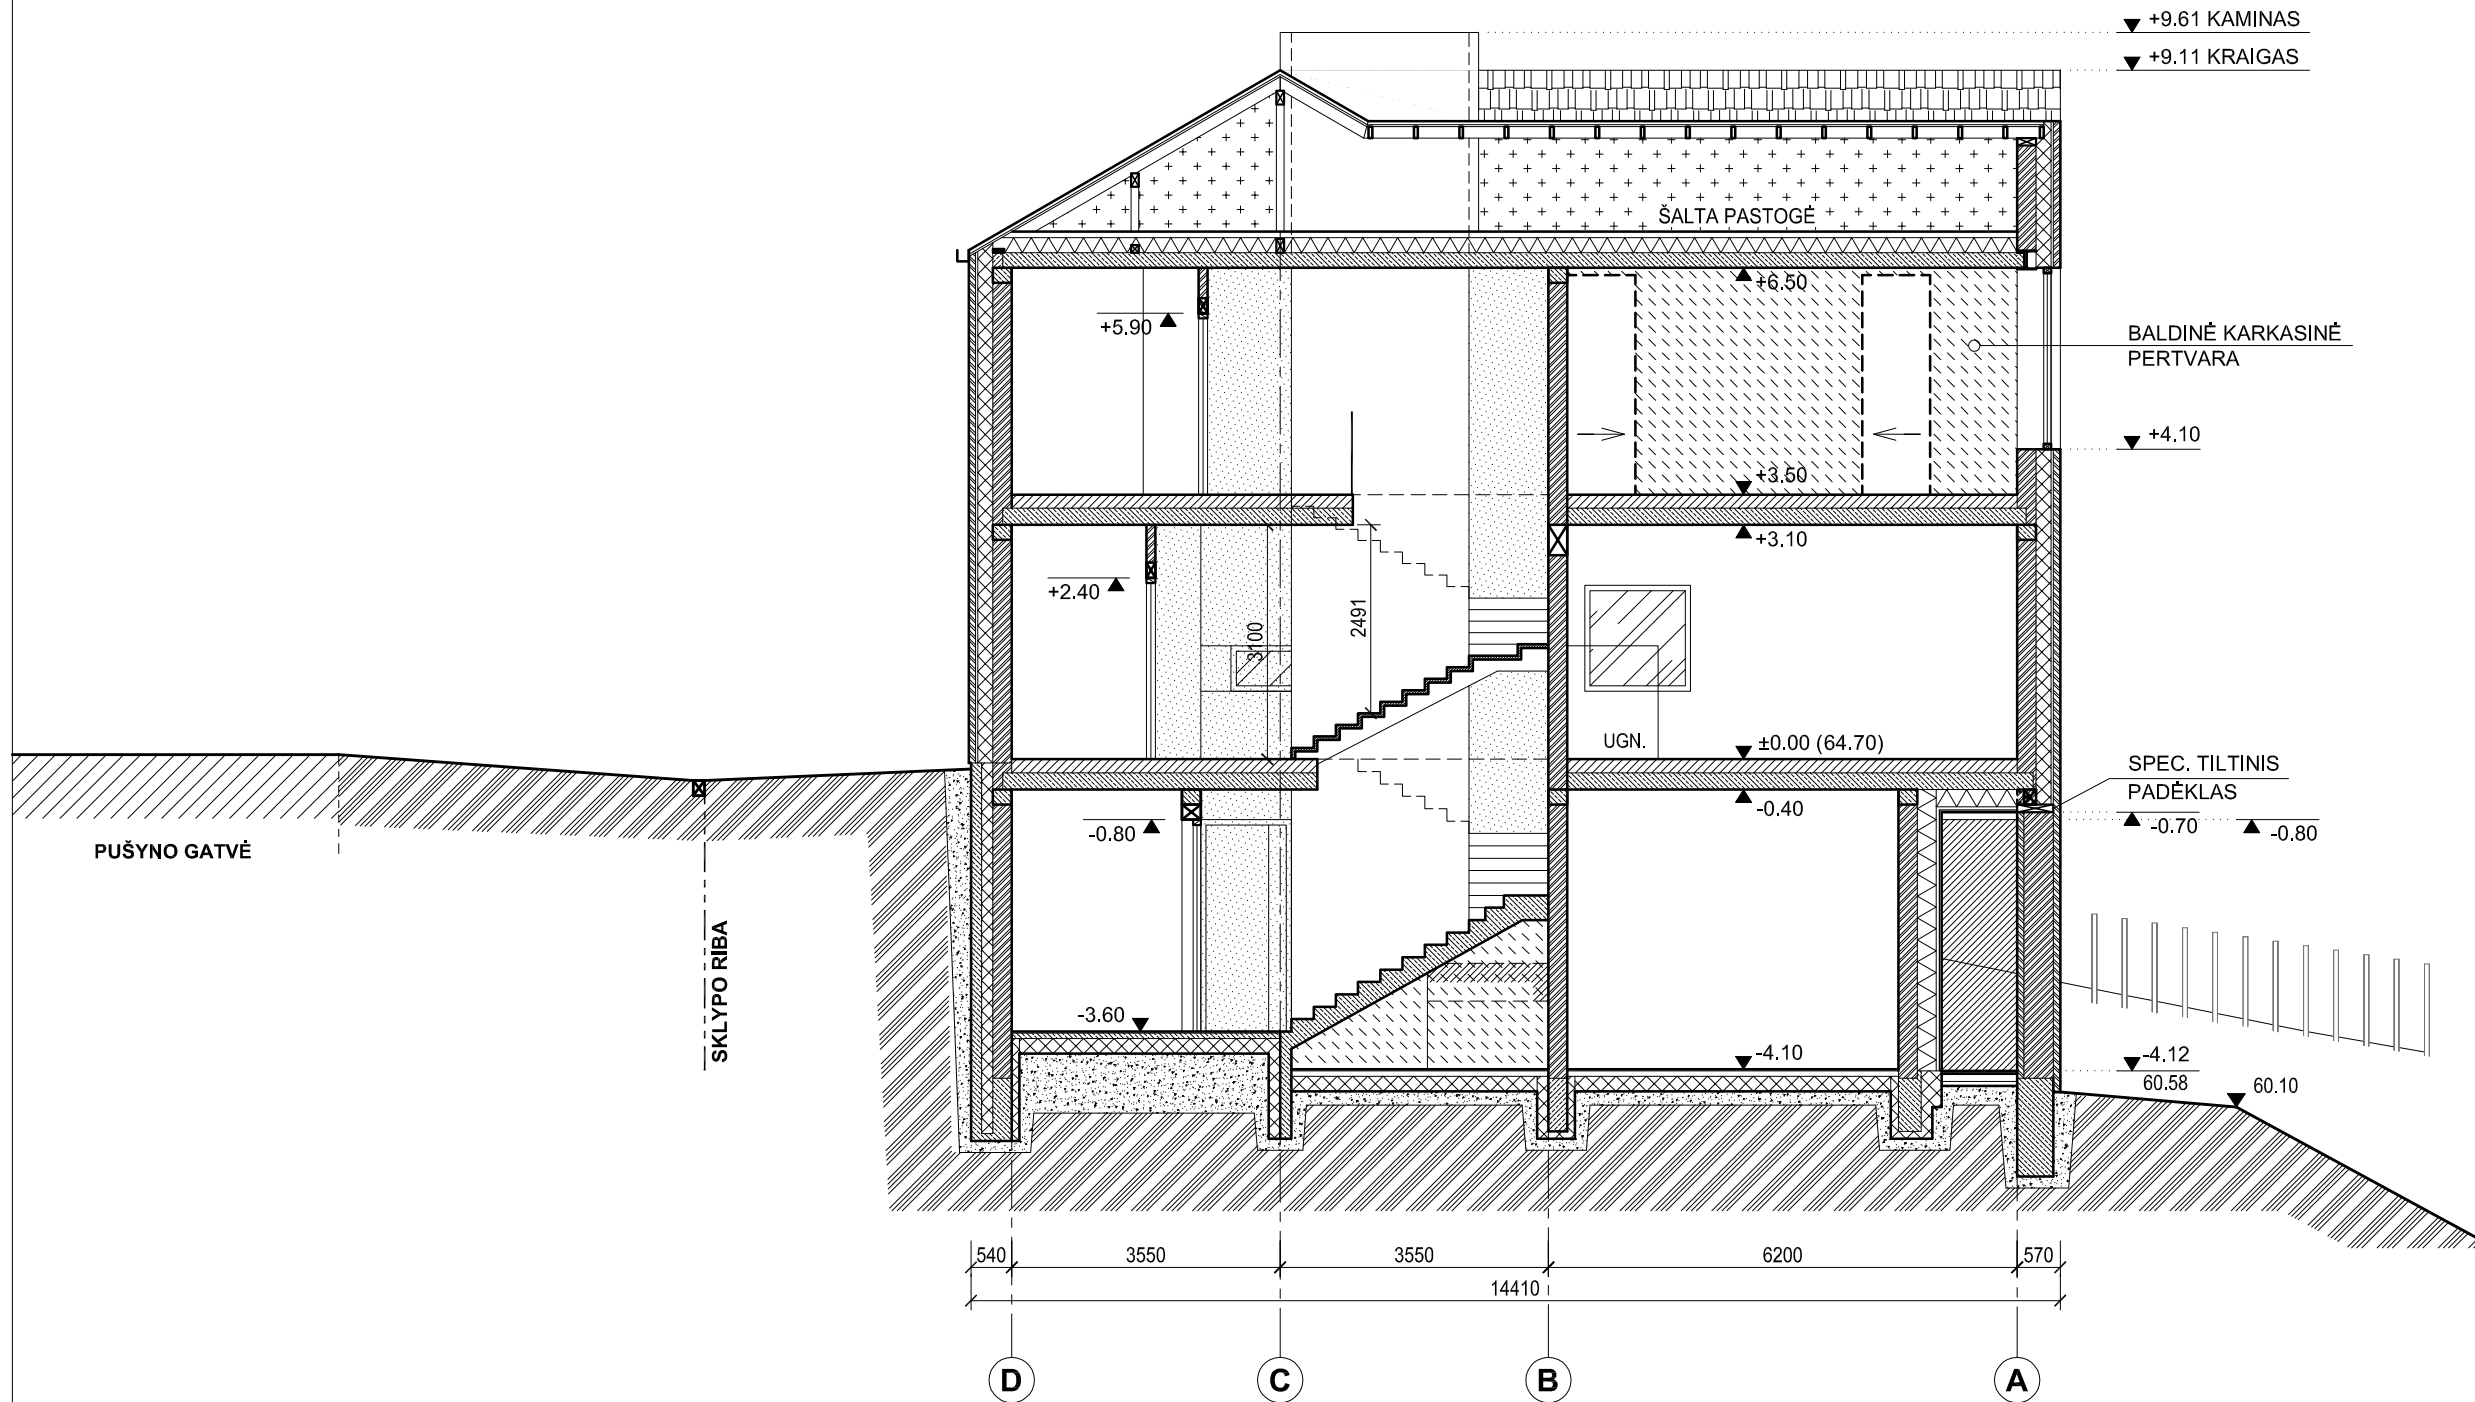 +9.61 KAMINAS
+9.11 KRAIGAS
ŠALTA PASTOGĖ
+6.50
+5.90
BALDINĖ KARKASINĖ
PERTVARA
+4.10
+3.50
+3.10
+2.40
3100
2491
UGN.
±0.00 (64.70)
SPEC. TILTINIS
PADĖKLAS
-0.40
-0.70
-0.80
-0.80
PUŠYNO GATVĖ
SKLYPO RIBA
-3.60
-4.10
-4.12
60.58
60.10
540
3550
3550
6200
570
14410
D
C
B
A